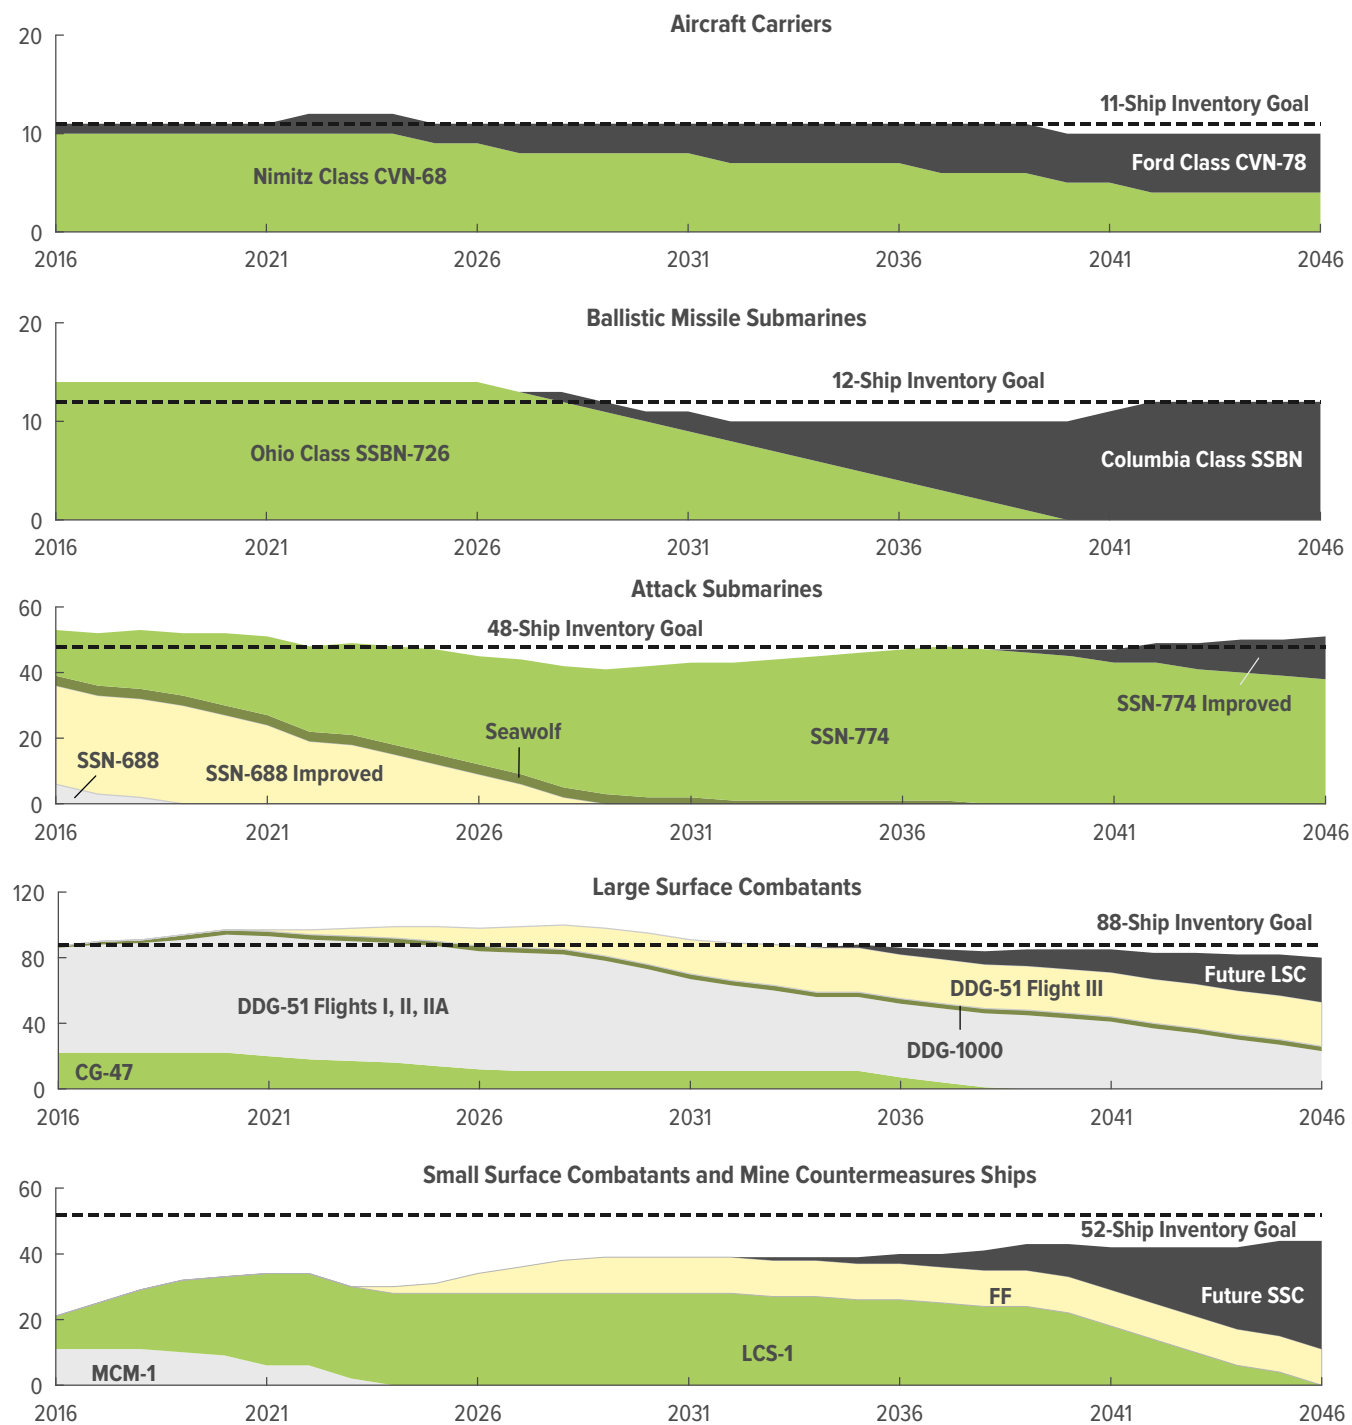 Aircraft Carriers
20
11-Ship Inventory Goal
10
Ford Class CVN-78
Nimitz Class CVN-68
0
2016 2021 2026 2031 2036 2041 2046
Ballistic Missile Submarines
20
12-Ship Inventory Goal
10
Ohio Class SSBN-726
Columbia Class SSBN
0
2016 2021 2026 2031 2036 2041 2046
Attack Submarines
60
48-Ship Inventory Goal
40
SSN-774 Improved
Seawolf
SSN-774
20
SSN-688
SSN-688 Improved
0
2016 2021 2026 2031 2036 2041 2046
Large Surface Combatants
120
88-Ship Inventory Goal
80
Future LSC
DDG-51 Flight III
DDG-51 Flights I, II, IIA
40
DDG-1000
CG-47
0
2016 2021 2026 2031 2036 2041 2046
Small Surface Combatants and Mine Countermeasures Ships
60
52-Ship Inventory Goal
40
Future SSC
FF
20
LCS-1
MCM-1
0
2016 2021 2026 2031 2036 2041 2046